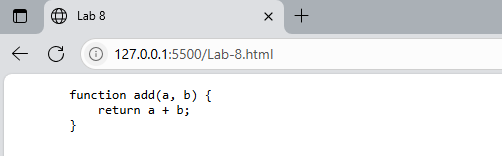 Lab 8
127.0.0.1:5500/Lab-8.html
function add(a, b) {
    return a + b;
}